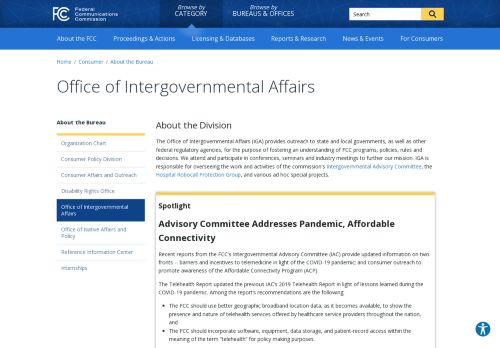 FCC
Federal
Communications
Commission
Browse by
CATEGORY
Browse by
BUREAUS & OFFICES
Search
About the FCC
Proceedings & Actions
Licensing & Databases
Reports & Research
News & Events
For Consumers
Home / Consumer / About the Bureau
Office of Intergovernmental Affairs
About the Bureau
Organization Chart
Consumer Policy Division
Consumer Affairs and Outreach
Disability Rights Office
Office of Intergovernmental
Affairs
Office of Native Affairs and
Policy
Reference Information Center
Internships
About the Division
The Office of Intergovernmental Affairs (IGA) provides outreach to state and local governments, as well as other
federal regulatory agencies, for the purpose of fostering an understanding of FCC programs, policies, rules and
decisions. We attend and participate in conferences, seminars and industry meetings to further our mission. IGA is
responsible for overseeing the work and activities of the commission's Intergovernmental Advisory Committee, the
Hospital Robocall Protection Group, and various ad hoc special projects.
Spotlight
Advisory Committee Addresses Pandemic, Affordable
Connectivity
Recent reports from the FCC's Intergovernmental Advisory Committee (IAC) provide updated information on two
fronts -- barriers and incentives to telemedicine in light of the COVID-19 pandemic; and consumer outreach to
promote awareness of the Affordable Connectivity Program (ACP).
The Telehealth Report updated the previous IAC's 2019 Telehealth Report in light of lessons learned during the
COVID-19 pandemic. Among the report's recommendations are the following:
• The FCC should use better geographic broadband location data, as it becomes available, to show the
presence and nature of telehealth services offered by healthcare service providers throughout the nation,
and
• The FCC should incorporate software, equipment, data storage, and patient-record access within the
meaning of the term "telehealth" for policy making purposes.